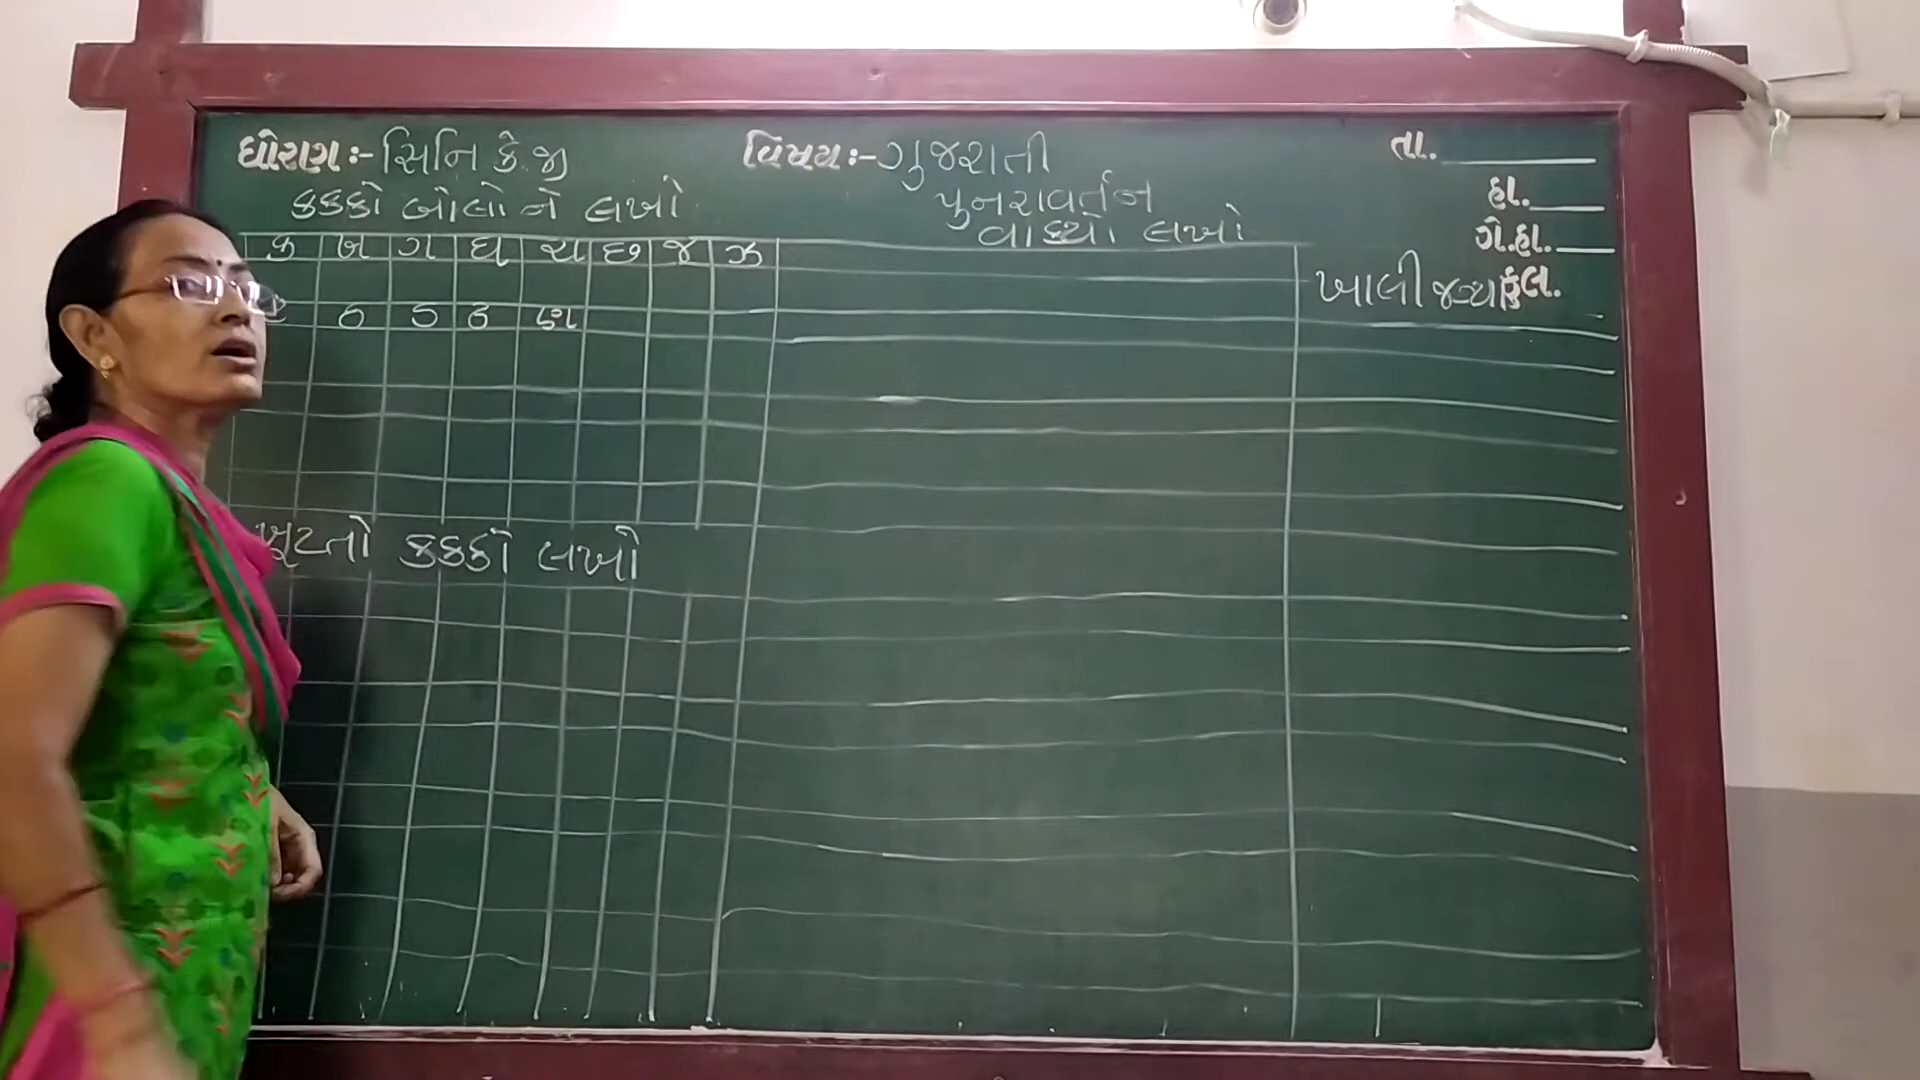 ધોરણ :- સિનિ કે.જી
વિષય :- ગુજરાતી
તા.
કક્કો બોલો ને લખો
પુનરાવર્તન
હા.
વાક્યો લખો
ગે.હા.
ક ખ ગ ઘ ચ છ જ ઝ
ખાલી જગ્યા
કુલ.
ટ ઠ ડ ઢ ણ
ખૂટતો કક્કો લખો